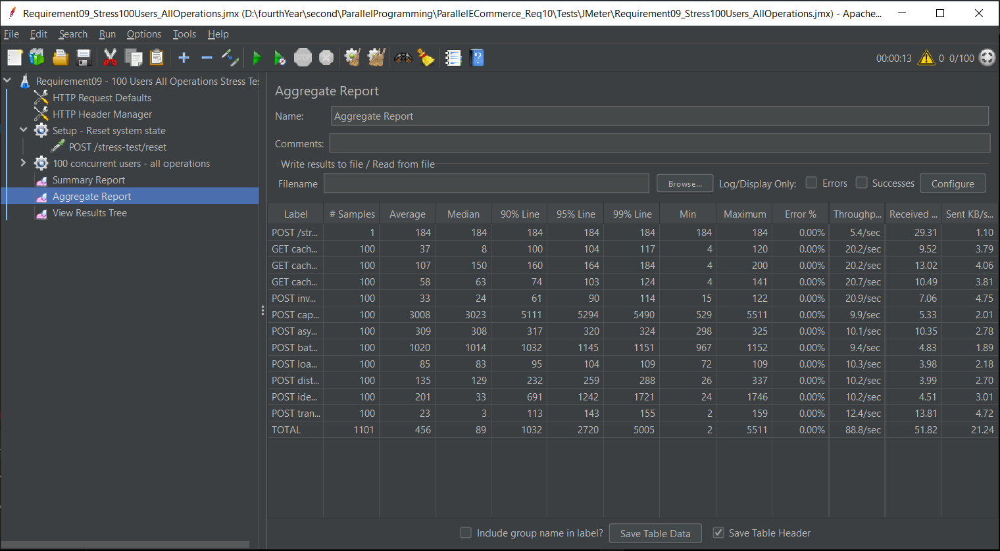 Requirement09_Stress100Users_AllOperations.jmx (D:\fourthYear\second\ParallelProgramming\ParallelECommerce_Req10\Tests\JMeter\Requirement09_Stress100Users_AllOperations.jmx) - Apache...
File Edit Search Run Options Tools Help
STOP
00:00:13 0 0/100
Requirement09 - 100 Users All Operations Stress Te
HTTP Request Defaults
HTTP Header Manager
Setup - Reset system state
POST /stress-test/reset
100 concurrent users - all operations
Summary Report
Aggregate Report
View Results Tree
Aggregate Report
Name: Aggregate Report
Comments:
Write results to file / Read from file
Filename Browse... Log/Display Only: Errors Successes Configure
Label # Samples Average Median 90% Line 95% Line 99% Line Min Maximum Error % Throughp... Received ... Sent KB/s...
POST /str... 1 184 184 184 184 184 184 184 0.00% 5.4/sec 29.31 1.10
GET cach... 100 37 8 100 104 117 4 120 0.00% 20.2/sec 9.52 3.79
GET cach... 100 107 150 160 164 184 4 200 0.00% 20.2/sec 13.02 4.06
GET cach... 100 58 63 74 103 124 4 141 0.00% 20.7/sec 10.49 3.81
POST inv... 100 33 24 61 90 114 15 122 0.00% 20.9/sec 7.06 4.75
POST cap... 100 3008 3023 5111 5294 5490 529 5511 0.00% 9.9/sec 5.33 2.01
POST asy... 100 309 308 317 320 324 298 325 0.00% 10.1/sec 10.35 2.78
POST bat... 100 1020 1014 1032 1145 1151 967 1152 0.00% 9.4/sec 4.83 1.89
POST loa... 100 85 83 95 104 109 72 109 0.00% 10.3/sec 3.98 2.18
POST dist... 100 135 129 232 259 288 26 337 0.00% 10.2/sec 3.99 2.70
POST ide... 100 201 33 691 1242 1721 24 1746 0.00% 10.2/sec 4.51 3.01
POST tran... 100 23 3 113 143 155 2 159 0.00% 12.4/sec 13.81 4.72
TOTAL 1101 456 89 1032 2720 5005 2 5511 0.00% 88.8/sec 51.82 21.24
Include group name in label? Save Table Data Save Table Header